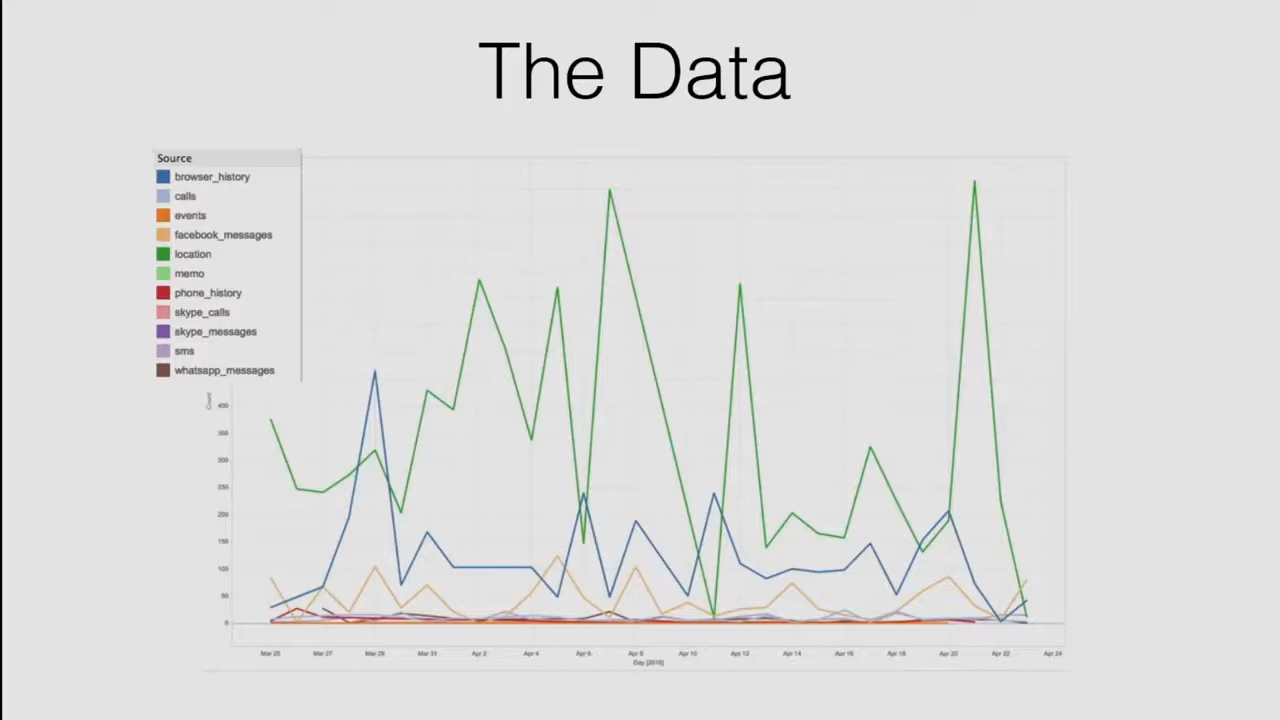 The Data
Source
browser_history
calls
events
facebook_messages
location
memo
phone_history
skype_calls
skype_messages
sms
whatsapp_messages
Count
400
350
300
250
200
150
100
50
0
Mar 25 Mar 27 Mar 29 Mar 31 Apr 2 Apr 4 Apr 6 Apr 8 Apr 10 Apr 12 Apr 14 Apr 16 Apr 18 Apr 20 Apr 22 Apr 24